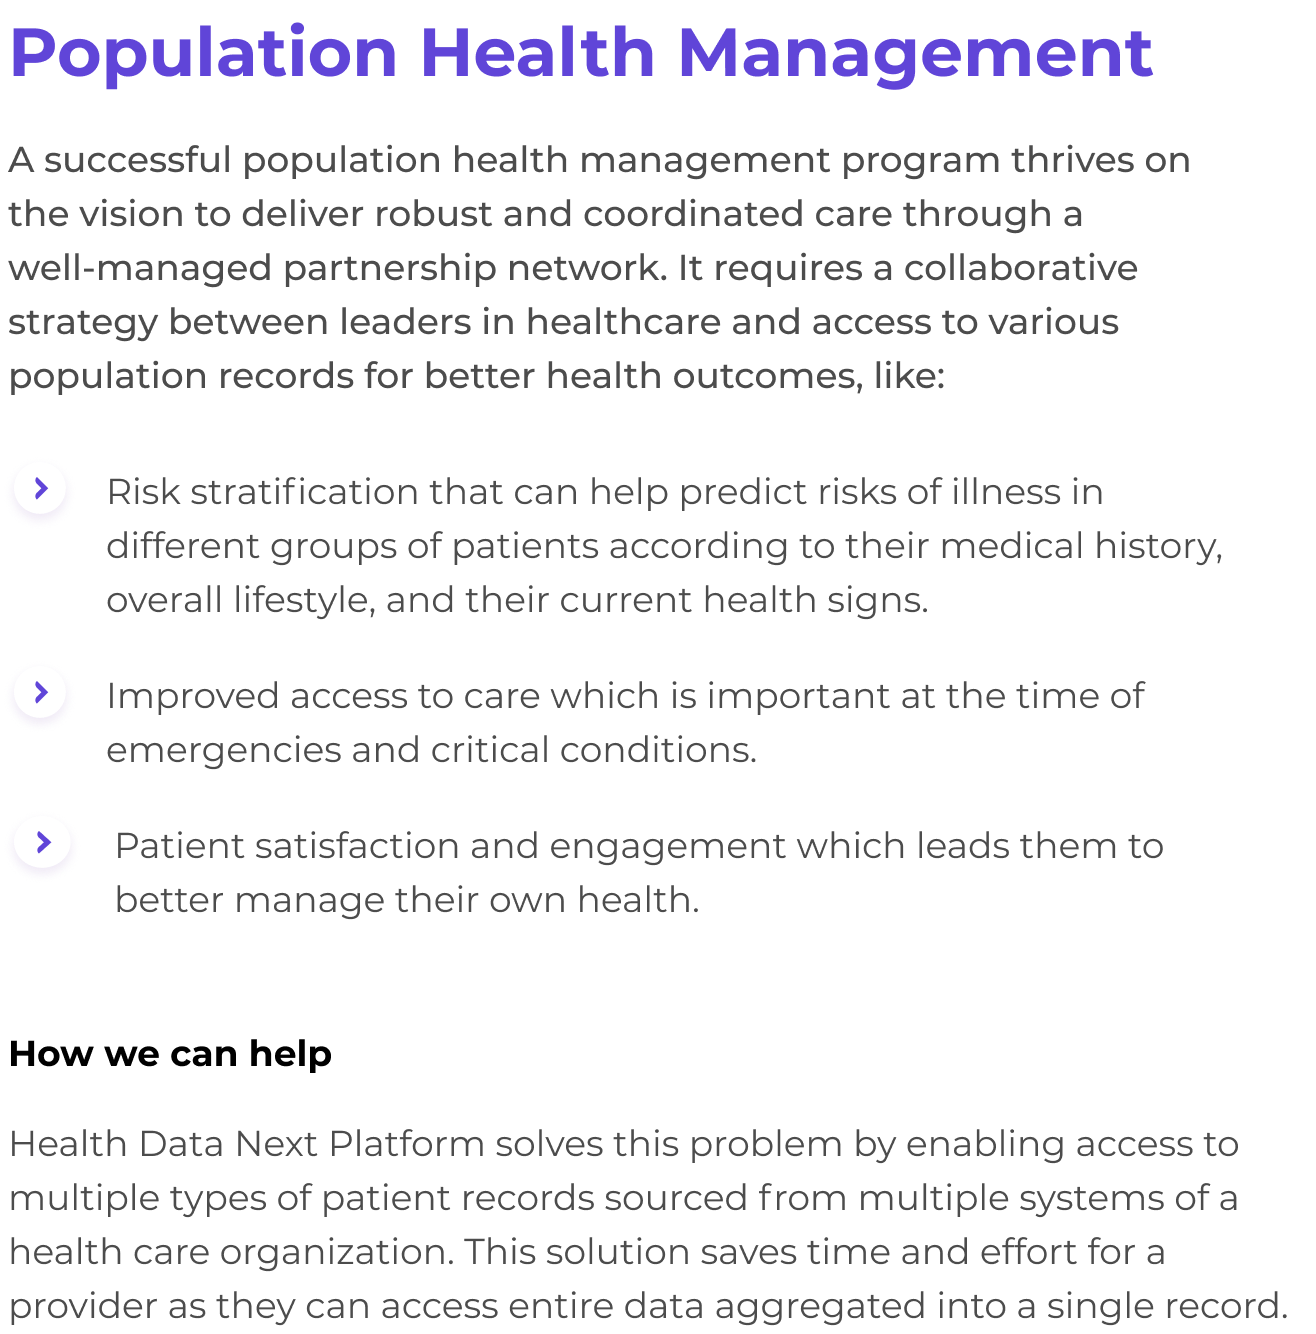 Population Health Management
A successful population health management program thrives on
the vision to deliver robust and coordinated care through a
well-managed partnership network. It requires a collaborative
strategy between leaders in healthcare and access to various
population records for better health outcomes, like:
Risk stratification that can help predict risks of illness in
different groups of patients according to their medical history,
overall lifestyle, and their current health signs.
Improved access to care which is important at the time of
emergencies and critical conditions.
Patient satisfaction and engagement which leads them to
better manage their own health.
How we can help
Health Data Next Platform solves this problem by enabling access to
multiple types of patient records sourced from multiple systems of a
health care organization. This solution saves time and effort for a
provider as they can access entire data aggregated into a single record.